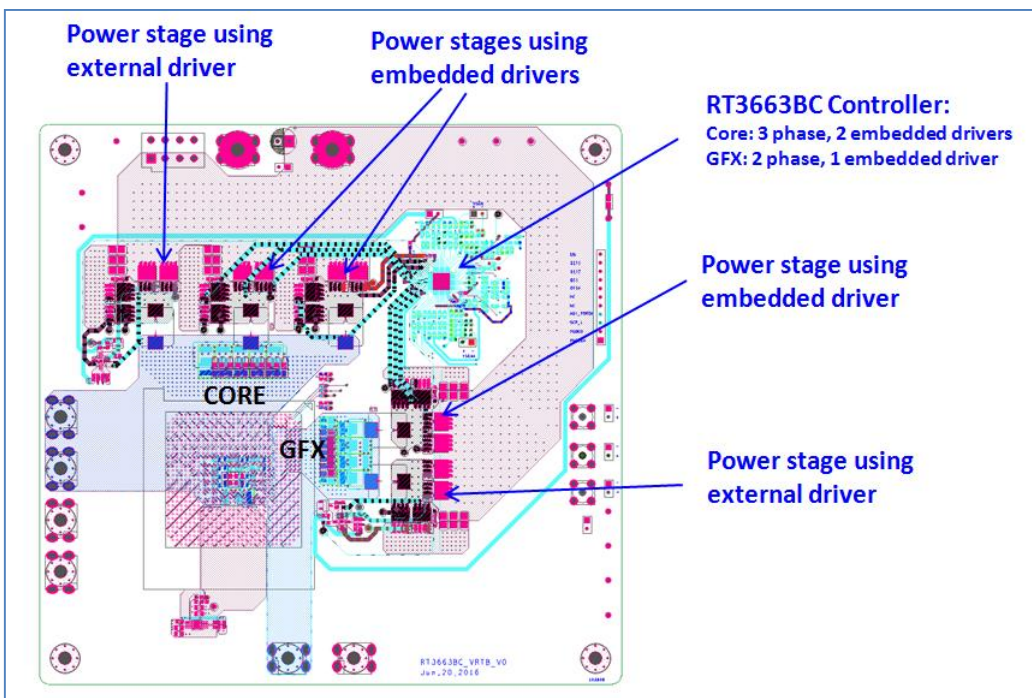 Power stage using
external driver
Power stages using
embedded drivers
RT3663BC Controller:
Core: 3 phase, 2 embedded drivers
GFX: 2 phase, 1 embedded driver
Power stage using
embedded driver
CORE
GFX
Power stage using
external driver
RT3663BC_VRTB_V0
Jun,20,2016